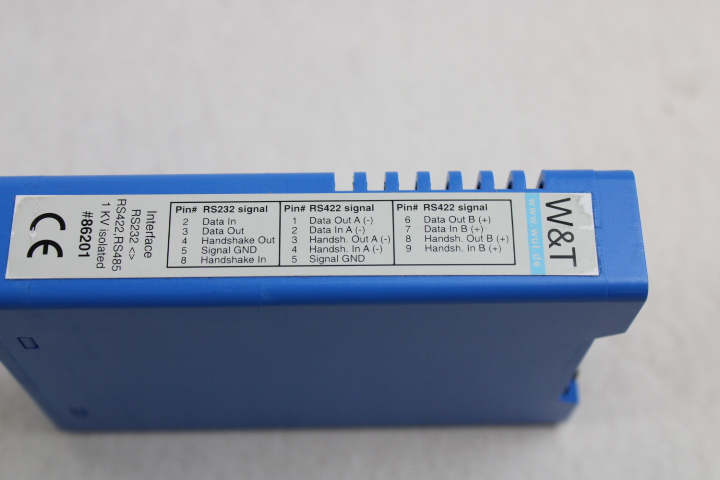 Interface
RS232 <>
RS422,RS485
1 KV isolated
#86201
CE
Pin# RS232 signal
2 Data In
3 Data Out
4 Handshake Out
5 Signal GND
8 Handshake In
Pin# RS422 signal
1 Data Out A (-)
2 Data In A (-)
3 Handsh. Out A (-)
4 Handsh. In A (-)
5 Signal GND
Pin# RS422 signal
6 Data Out B (+)
7 Data In B (+)
8 Handsh. Out B (+)
9 Handsh. In B (+)
www.wut.de
W&T